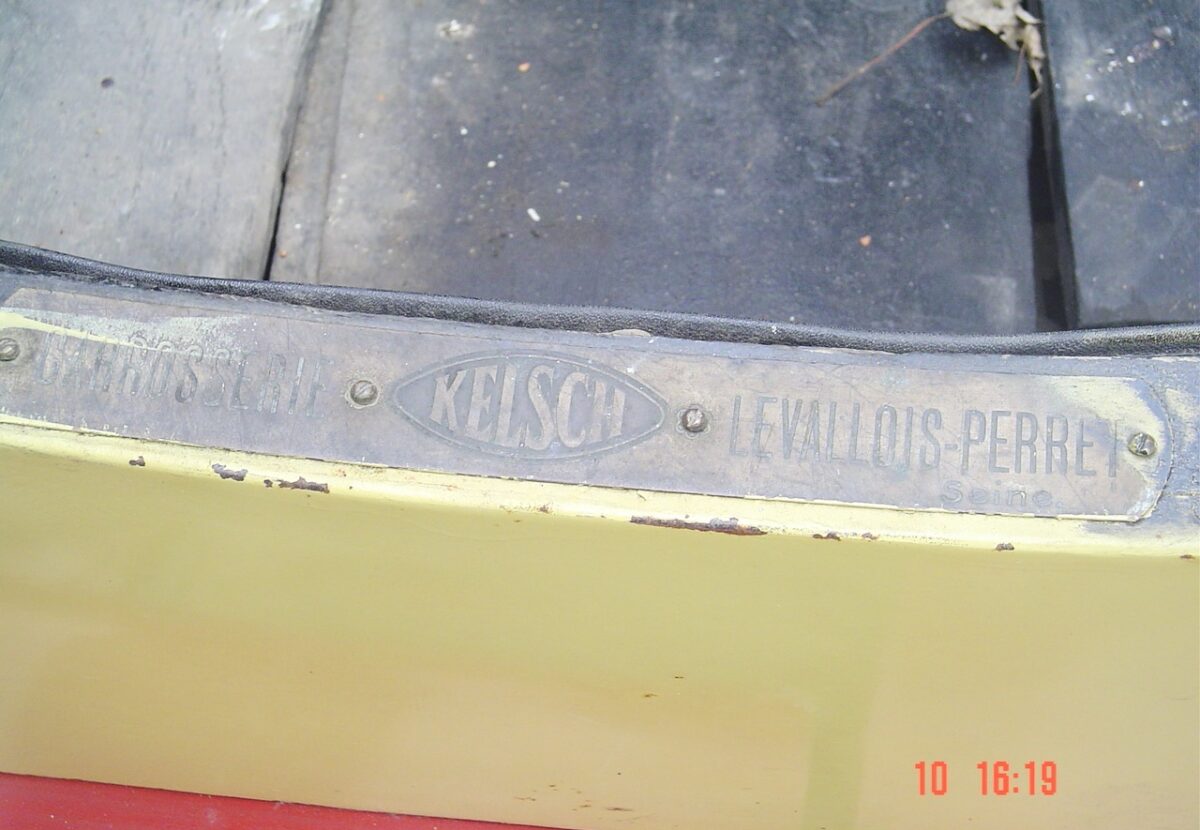 CARROSSERIE KELSCH LEVALLOIS-PERRET
Seine
10 16:19